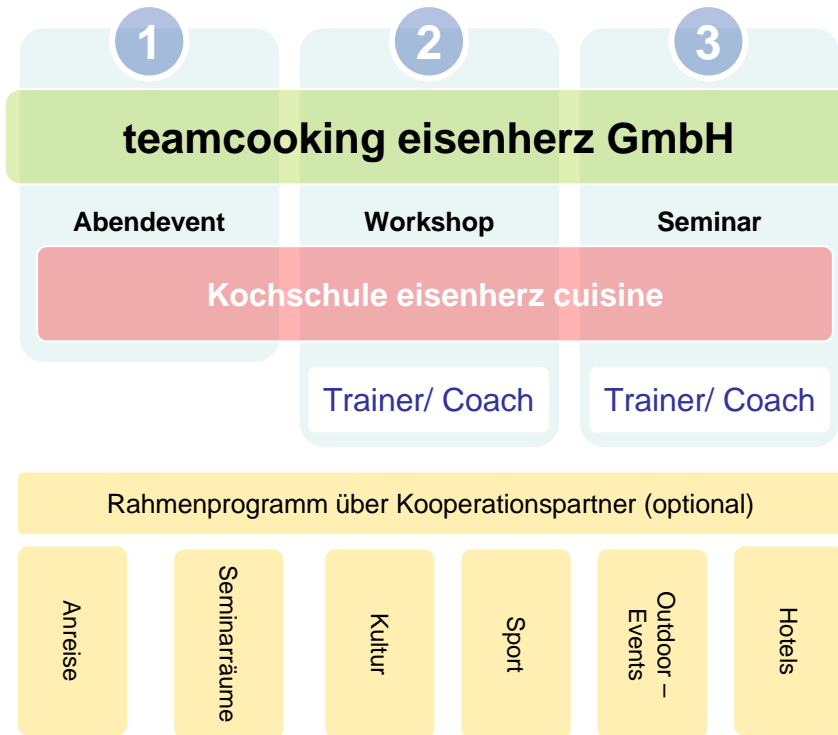 1
2
3
teamcooking eisenherz GmbH
Abendevent
Workshop
Seminar
Kochschule eisenherz cuisine
Trainer/ Coach
Trainer/ Coach
Rahmenprogramm über Kooperationspartner (optional)
Anreise
Seminarräume
Kultur
Sport
Outdoor –
Events
Hotels